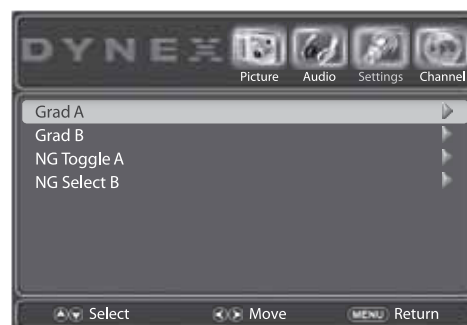 DYNEX
Picture Audio Settings Channel
Grad A
Grad B
NG Toggle A
NG Select B
Select Move MENU Return